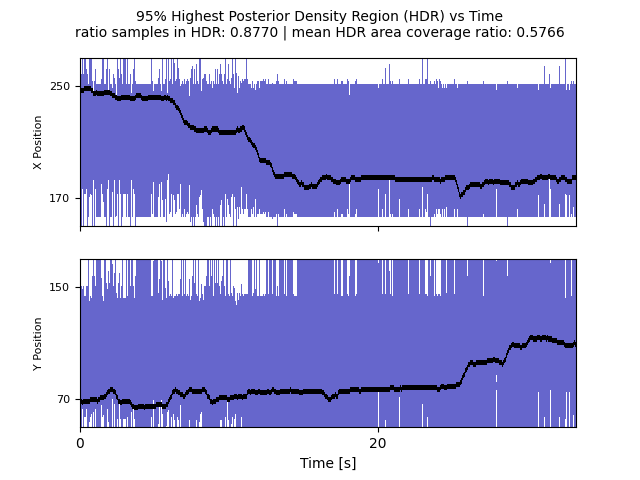 95% Highest Posterior Density Region (HDR) vs Time
ratio samples in HDR: 0.8770 | mean HDR area coverage ratio: 0.5766
250
170
X Position
150
70
Y Position
0
20
Time [s]